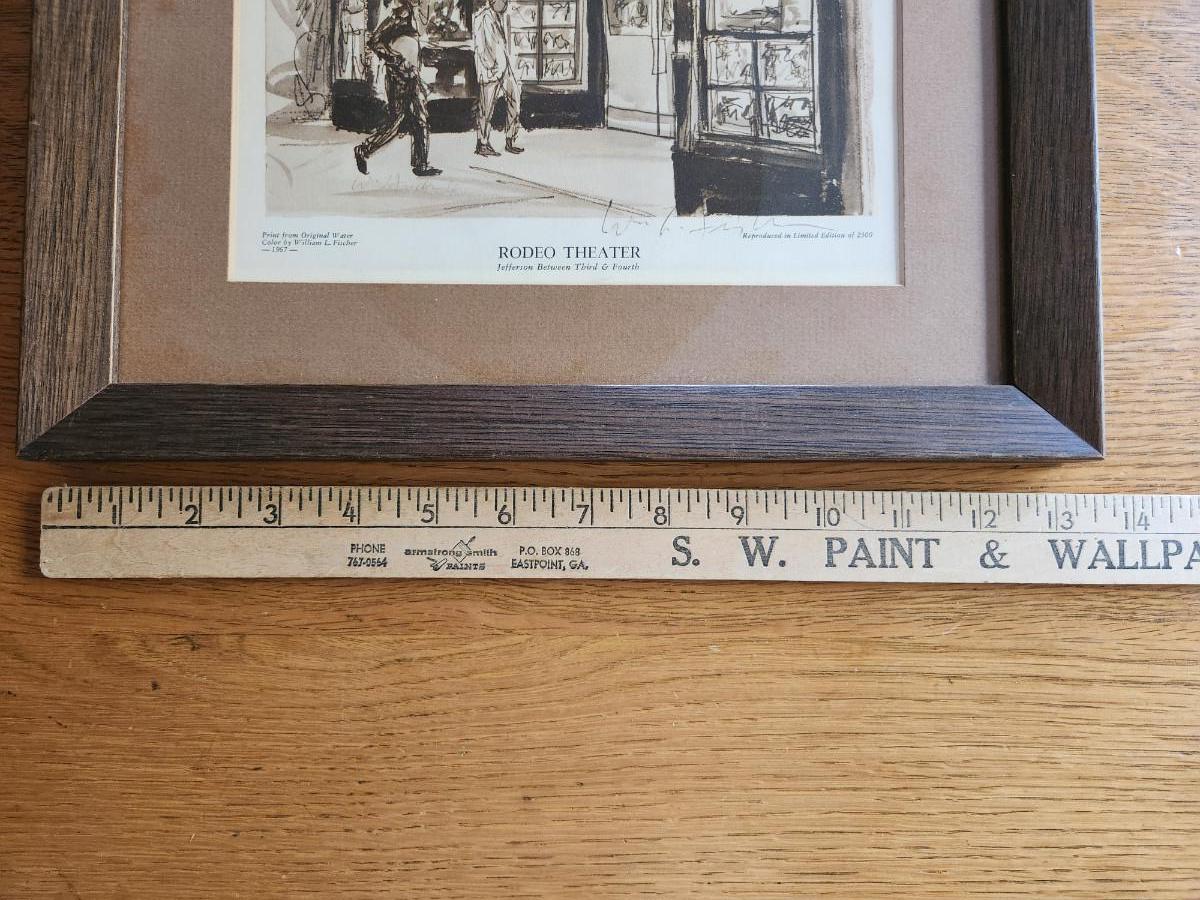 Print from Original Water
Color by William L. Fischer
— 1967 —
Reproduced in Limited Edition of 2500
RODEO THEATER
Jefferson Between Third & Fourth
1 2 3 4 5 6 7 8 9 10 11 12 13 14
PHONE
767-0564
armstrong smith
PAINTS
P.O. BOX 868
EASTPOINT, GA.
S. W. PAINT & WALLPA